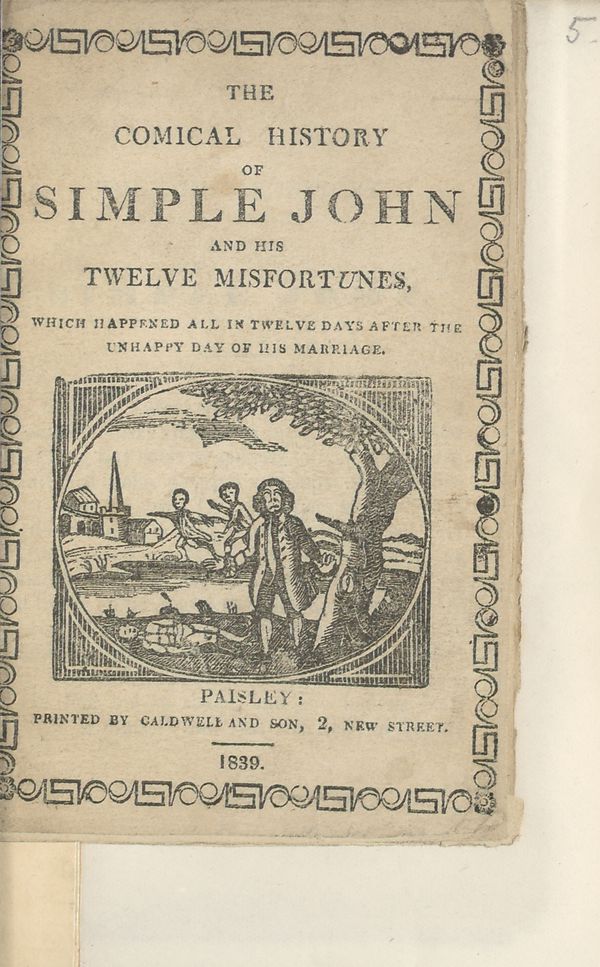 5.
THE
COMICAL HISTORY
OF
SIMPLE JOHN
AND HIS
TWELVE MISFORTUNES,
WHICH HAPPENED ALL IN TWELVE DAYS AFTER THE
UNHAPPY DAY OF HIS MARRIAGE.
PAISLEY:
PRINTED BY CALDWELL AND SON, 2, NEW STREET.
1839.